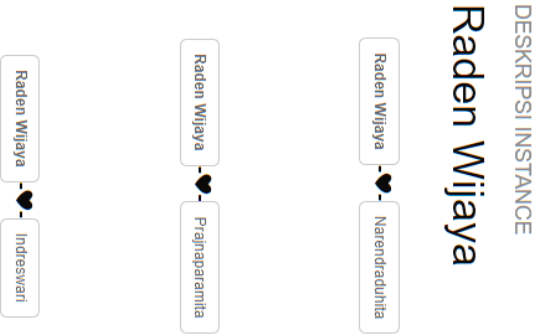 DESKRIPSI INSTANCE
Raden Wijaya
Raden Wijaya - ♥ - Narendraduhita
Raden Wijaya - ♥ - Prajnaparamita
Raden Wijaya - ♥ - Indreswari